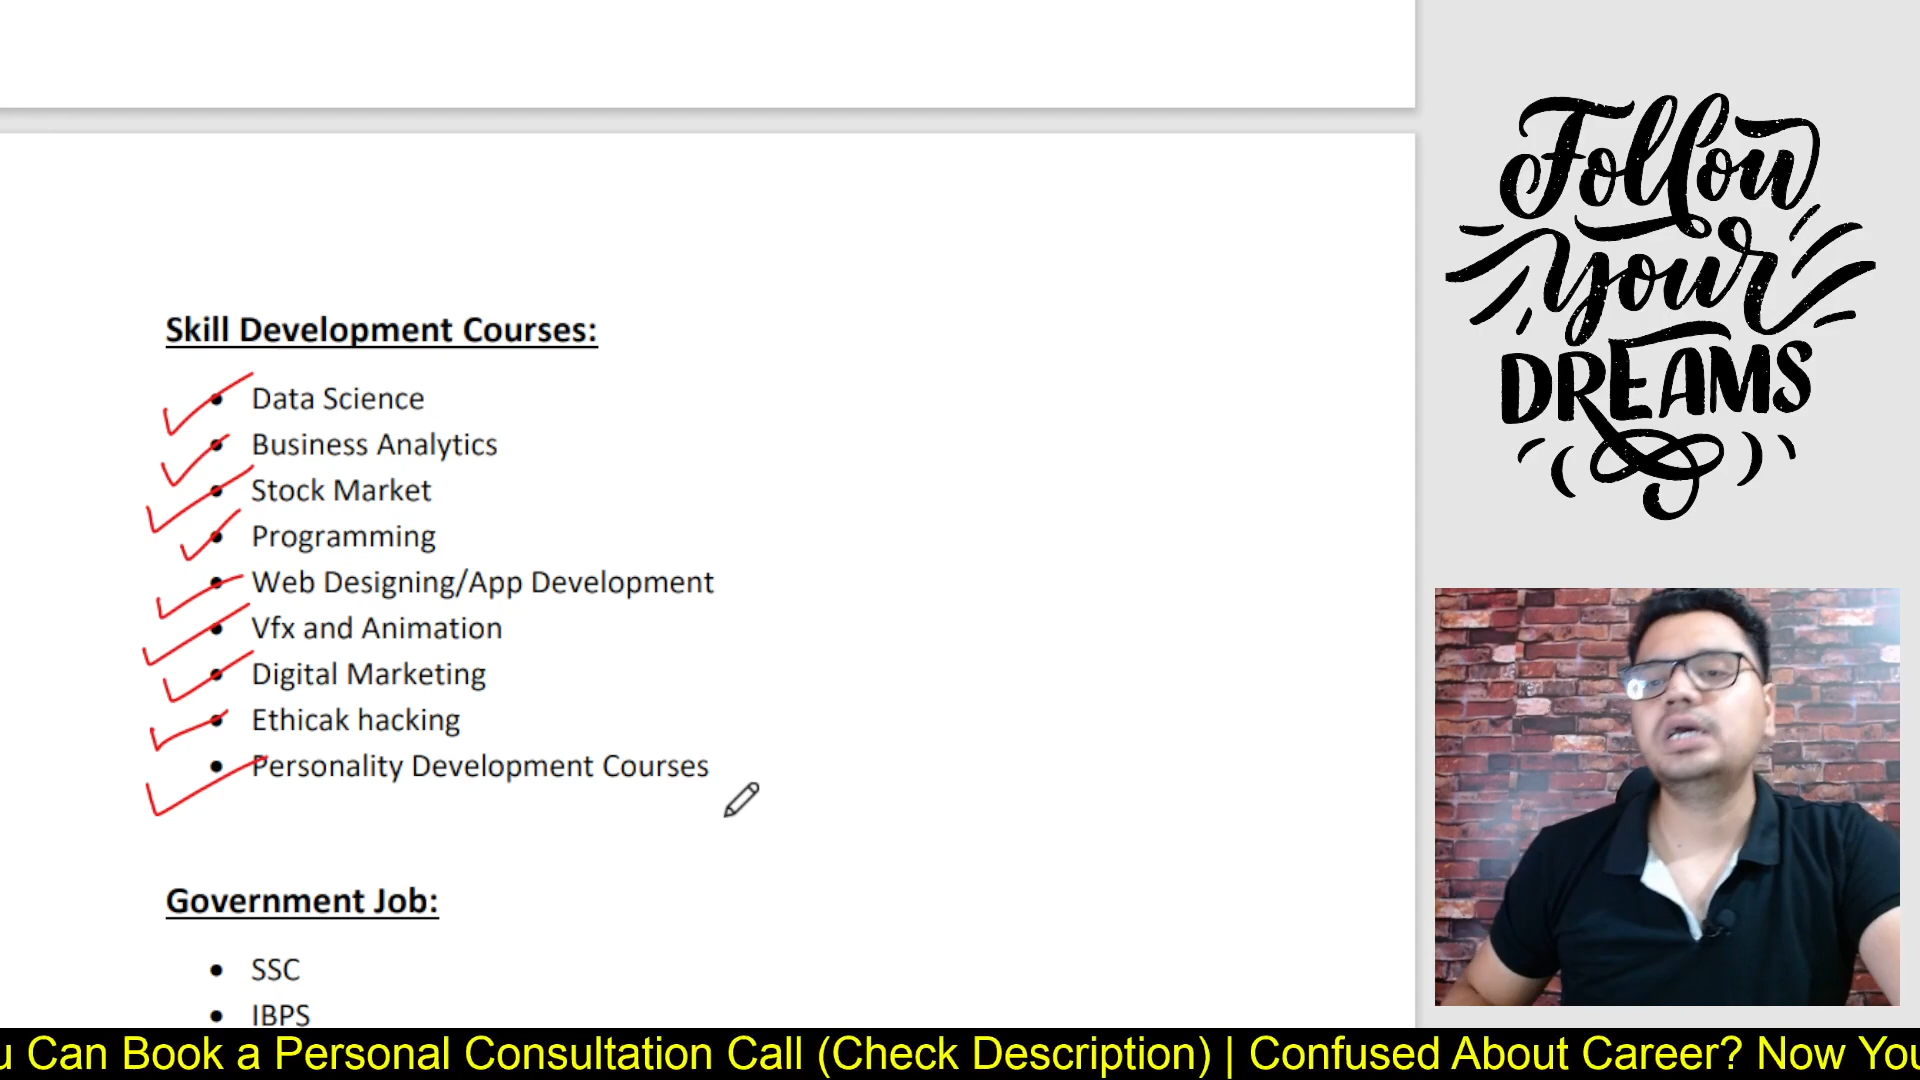 Skill Development Courses:
• Data Science
• Business Analytics
• Stock Market
• Programming
• Web Designing/App Development
• Vfx and Animation
• Digital Marketing
• Ethicak hacking
• Personality Development Courses
Government Job:
• SSC
• IBPS
Follow
Your
DREAMS
u Can Book a Personal Consultation Call (Check Description) | Confused About Career? Now You